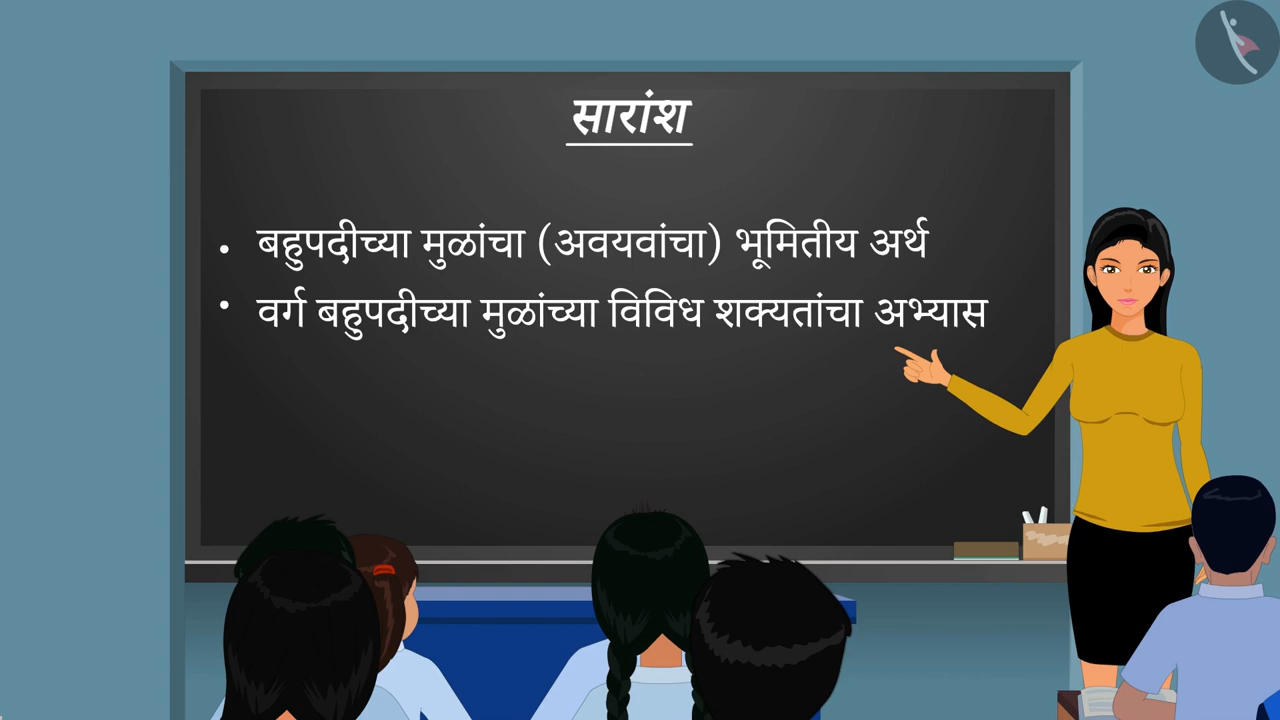 सारांश
• बहुपदीच्या मुळांचा (अवयवांचा) भूमितीय अर्थ
• वर्ग बहुपदीच्या मुळांच्या विविध शक्यतांचा अभ्यास